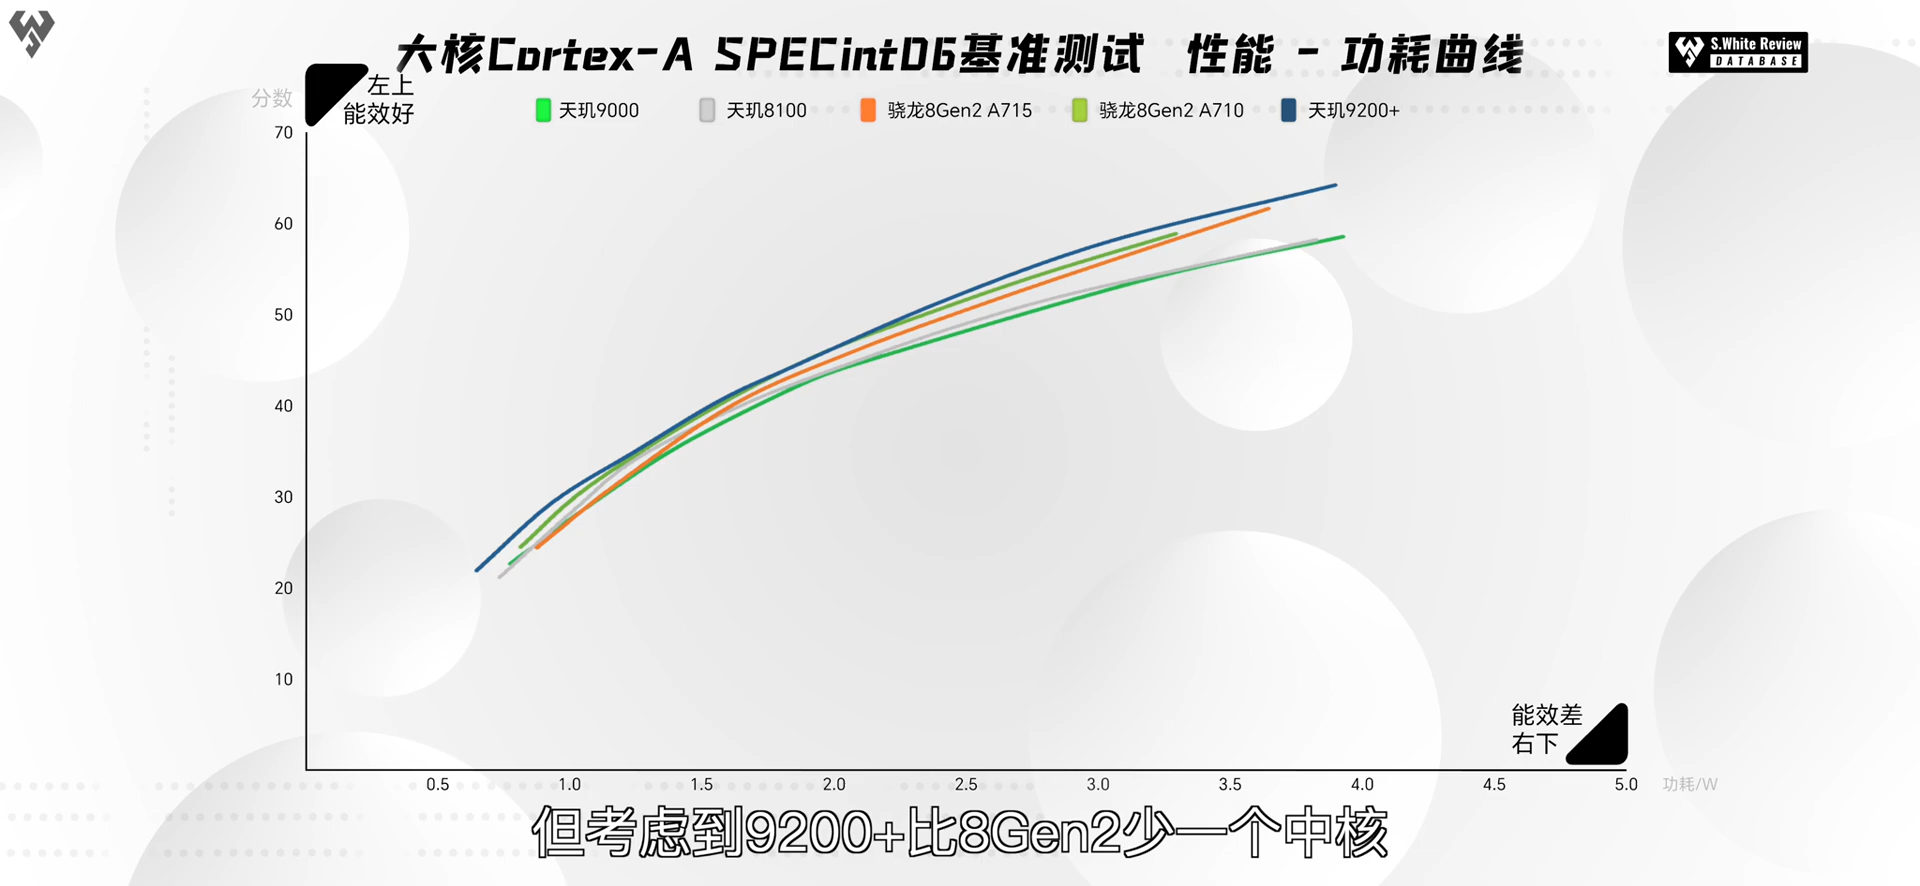 大核Cortex-A SPECint06基准测试 性能 - 功耗曲线
S.White Review
DATABASE
分数
左上
能效好
天玑9000
天玑8100
骁龙8Gen2 A715
骁龙8Gen2 A710
天玑9200+
70
60
50
40
30
20
10
能效差
右下
0.5 1.0 1.5 2.0 2.5 3.0 3.5 4.0 4.5 5.0 功耗/W
但考虑到9200+比8Gen2少一个中核